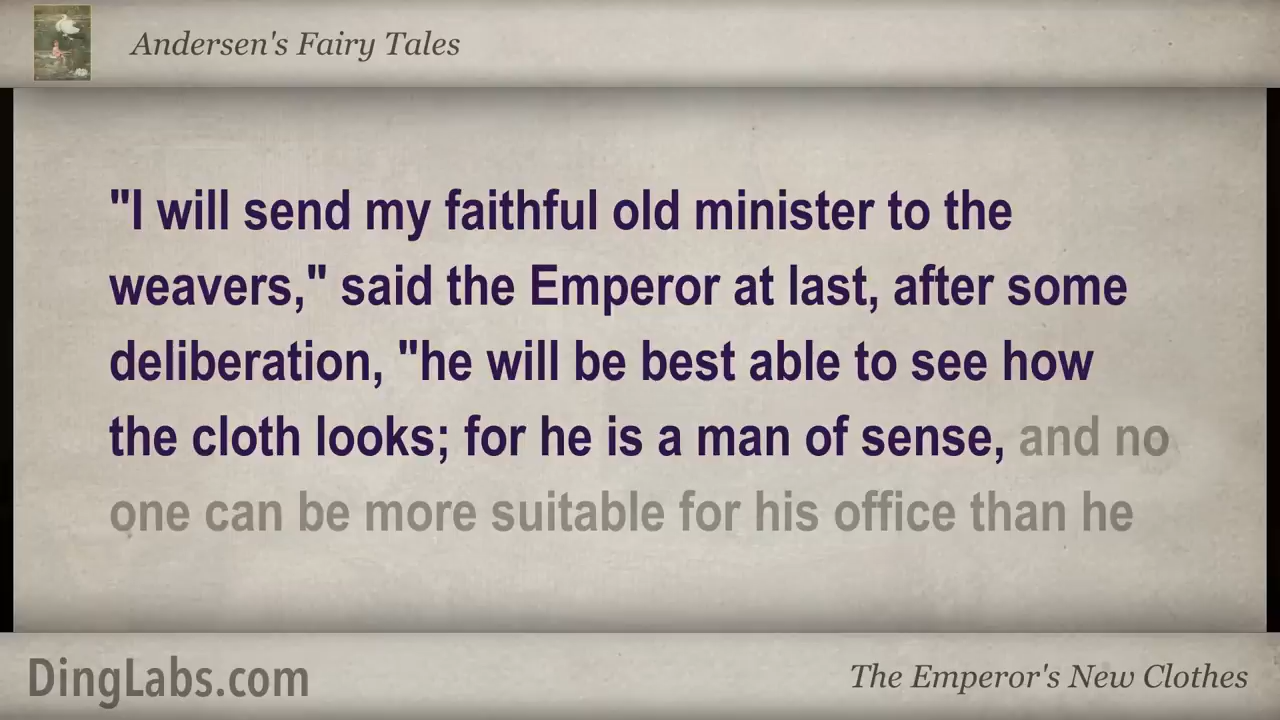 Andersen's Fairy Tales
"I will send my faithful old minister to the
weavers," said the Emperor at last, after some
deliberation, "he will be best able to see how
the cloth looks; for he is a man of sense, and no
one can be more suitable for his office than he
DingLabs.com
The Emperor's New Clothes